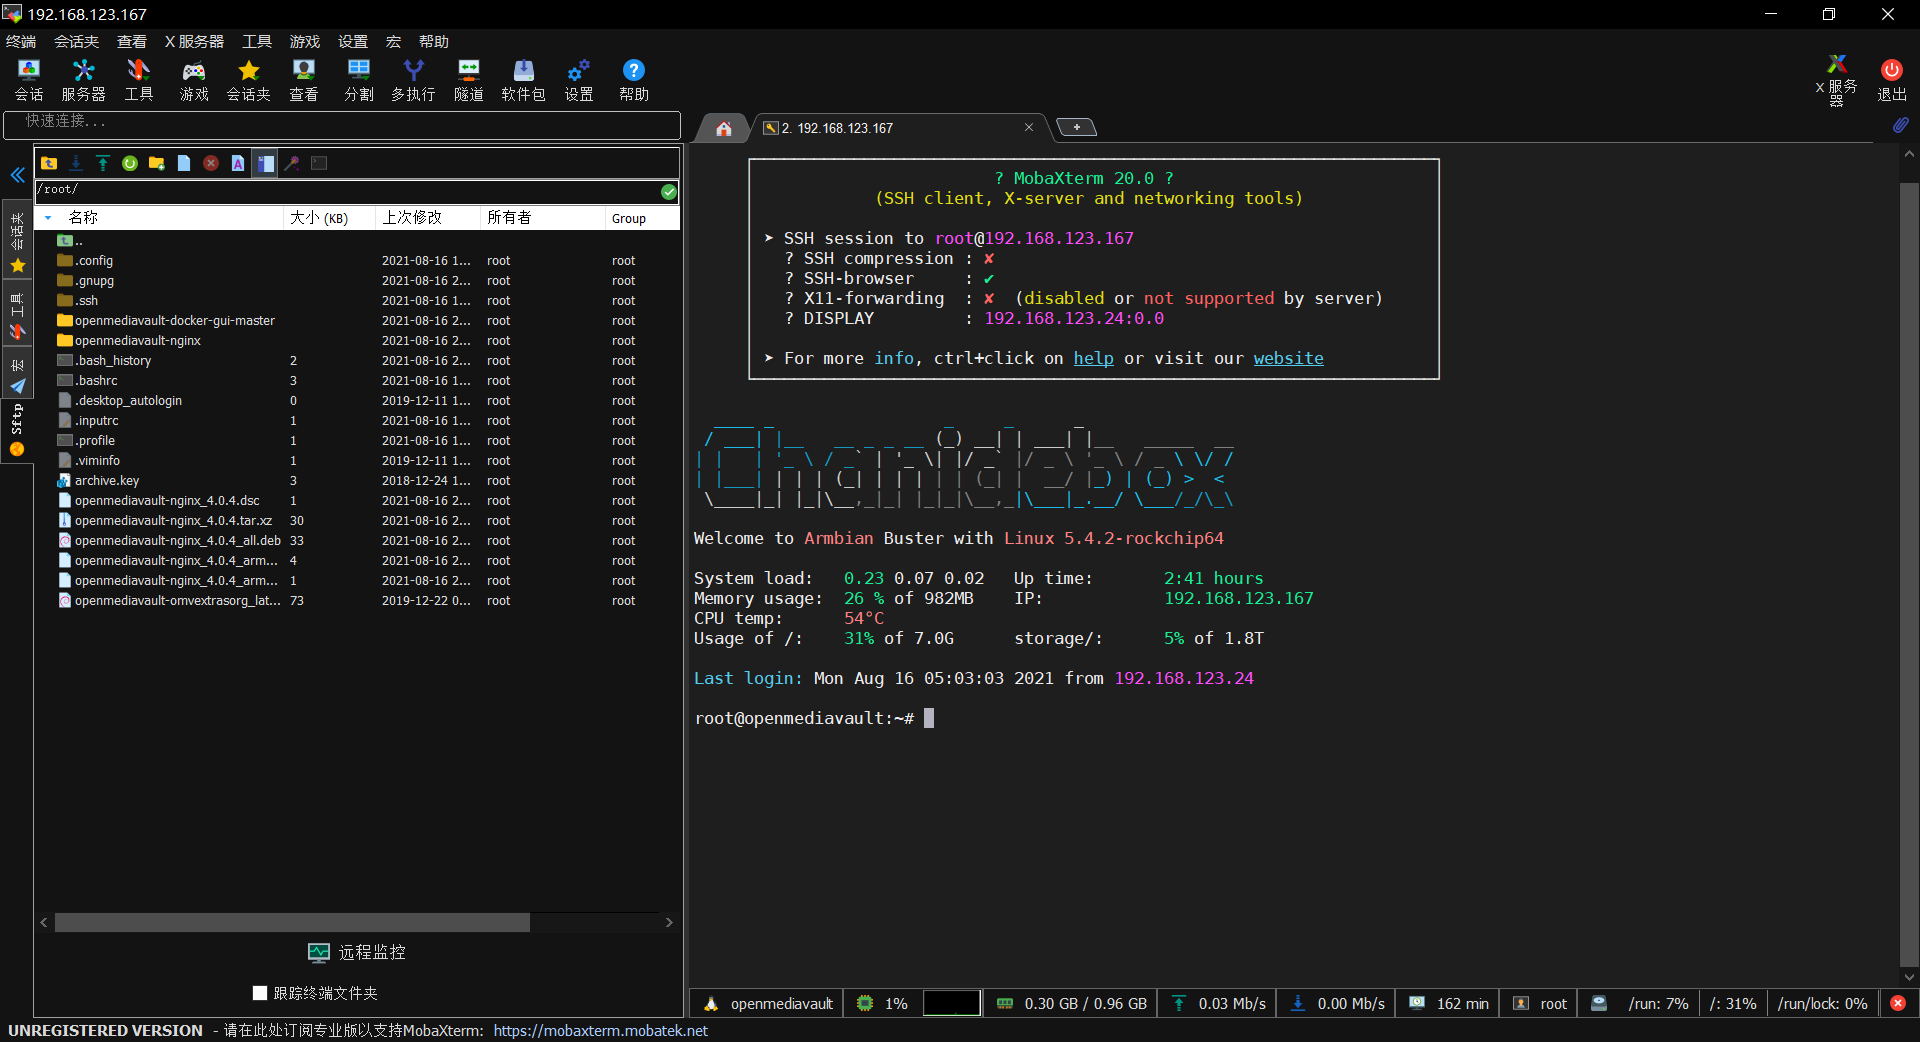 192.168.123.167
终端 会话夹 查看 X 服务器 工具 游戏 设置 宏 帮助
会话 服务器 工具 游戏 会话夹 查看 分割 多执行 隧道 软件包 设置 帮助
X 服务器 退出
快速连接...
2. 192.168.123.167
/root/
名称 大小 (KB) 上次修改 所有者 Group
..
.config 2021-08-16 1... root root
.gnupg 2021-08-16 2... root root
.ssh 2021-08-16 1... root root
openmediavault-docker-gui-master 2021-08-16 2... root root
openmediavault-nginx 2021-08-16 2... root root
.bash_history 2 2021-08-16 2... root root
.bashrc 3 2021-08-16 1... root root
.desktop_autologin 0 2019-12-11 1... root root
.inputrc 1 2021-08-16 1... root root
.profile 1 2021-08-16 1... root root
.viminfo 1 2019-12-11 1... root root
archive.key 3 2018-12-24 1... root root
openmediavault-nginx_4.0.4.dsc 1 2021-08-16 2... root root
openmediavault-nginx_4.0.4.tar.xz 30 2021-08-16 2... root root
openmediavault-nginx_4.0.4_all.deb 33 2021-08-16 2... root root
openmediavault-nginx_4.0.4_arm... 4 2021-08-16 2... root root
openmediavault-nginx_4.0.4_arm... 1 2021-08-16 2... root root
openmediavault-omvextrasorg_lat... 73 2019-12-22 0... root root
会话夹
工具
宏
Sftp
远程监控
跟踪终端文件夹
? MobaXterm 20.0 ?
(SSH client, X-server and networking tools)
➤ SSH session to root@192.168.123.167
? SSH compression : ✘
? SSH-browser : ✔
? X11-forwarding : ✘ (disabled or not supported by server)
? DISPLAY : 192.168.123.24:0.0
➤ For more info, ctrl+click on help or visit our website
Chanidebox
Welcome to Armbian Buster with Linux 5.4.2-rockchip64
System load: 0.23 0.07 0.02 Up time: 2:41 hours
Memory usage: 26 % of 982MB IP: 192.168.123.167
CPU temp: 54°C
Usage of /: 31% of 7.0G storage/: 5% of 1.8T
Last login: Mon Aug 16 05:03:03 2021 from 192.168.123.24
root@openmediavault:~#
openmediavault 1% 0.30 GB / 0.96 GB 0.03 Mb/s 0.00 Mb/s 162 min root /run: 7% /: 31% /run/lock: 0%
UNREGISTERED VERSION - 请在此处订阅专业版以支持MobaXterm: https://mobaxterm.mobatek.net